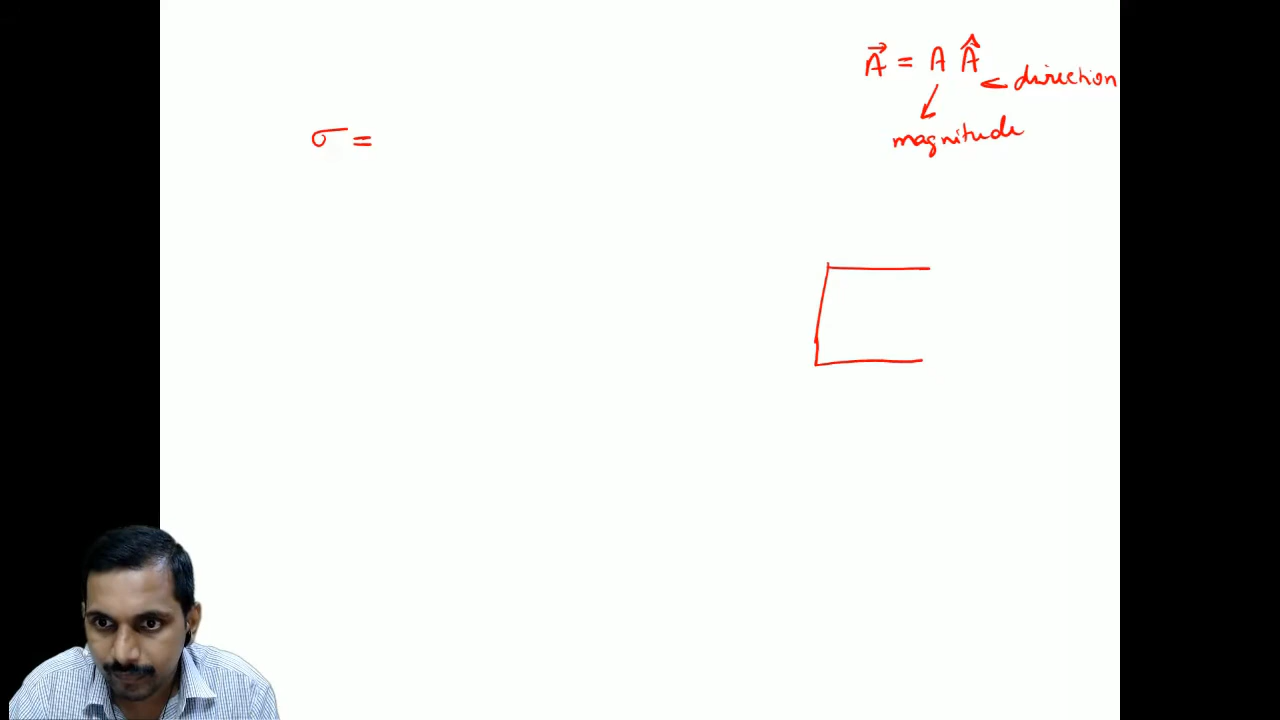 A⃗ = A Â
← direction
magnitude
σ =